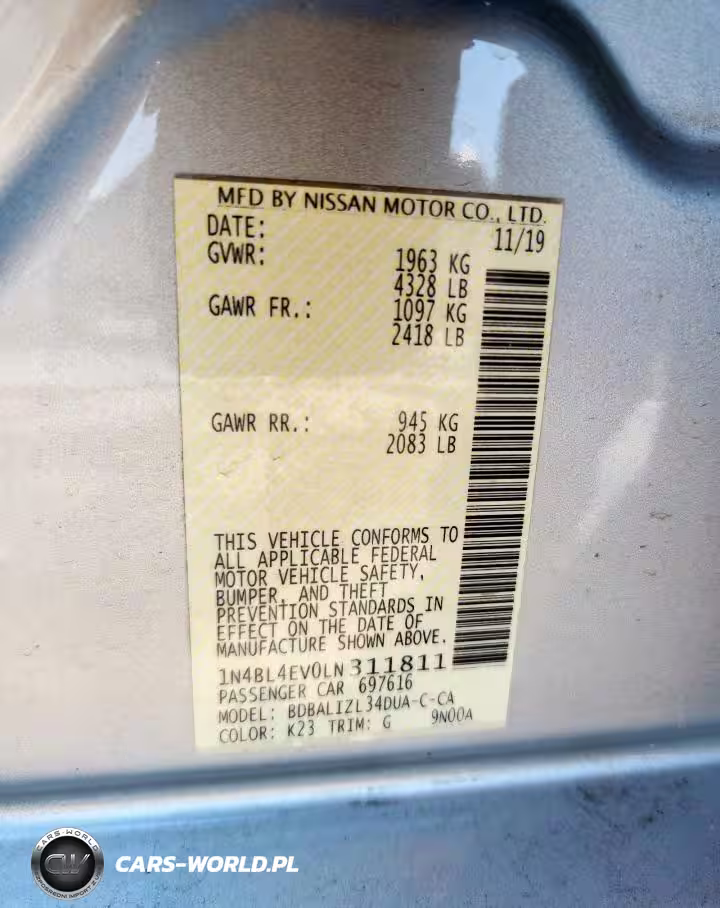 MFD BY NISSAN MOTOR CO., LTD.
DATE: 11/19
GVWR: 1963 KG
4328 LB
GAWR FR.: 1097 KG
2418 LB
GAWR RR.: 945 KG
2083 LB
THIS VEHICLE CONFORMS TO
ALL APPLICABLE FEDERAL
MOTOR VEHICLE SAFETY,
BUMPER, AND THEFT
PREVENTION STANDARDS IN
EFFECT ON THE DATE OF
MANUFACTURE SHOWN ABOVE.
1N4BL4EV0LN311811
PASSENGER CAR 697616
MODEL: BDBALIZL34DUA-C-CA
COLOR: K23 TRIM: G 9N00A
CARS-WORLD
CW
CARS-WORLD.PL